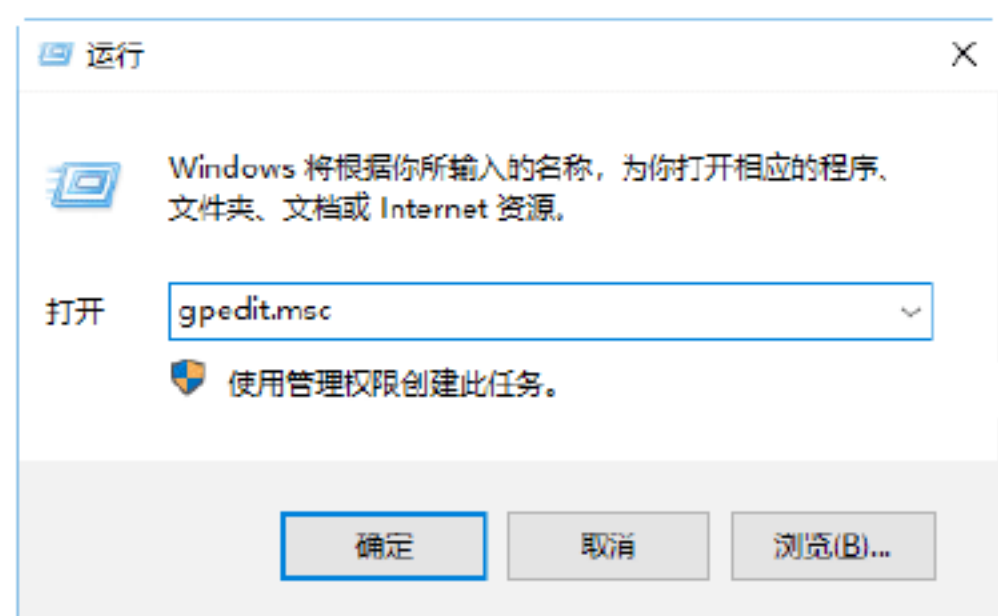 运行
Windows 将根据你所输入的名称，为你打开相应的程序、
文件夹、文档或 Internet 资源。
打开 gpedit.msc
使用管理权限创建此任务。
确定 取消 浏览(B)...